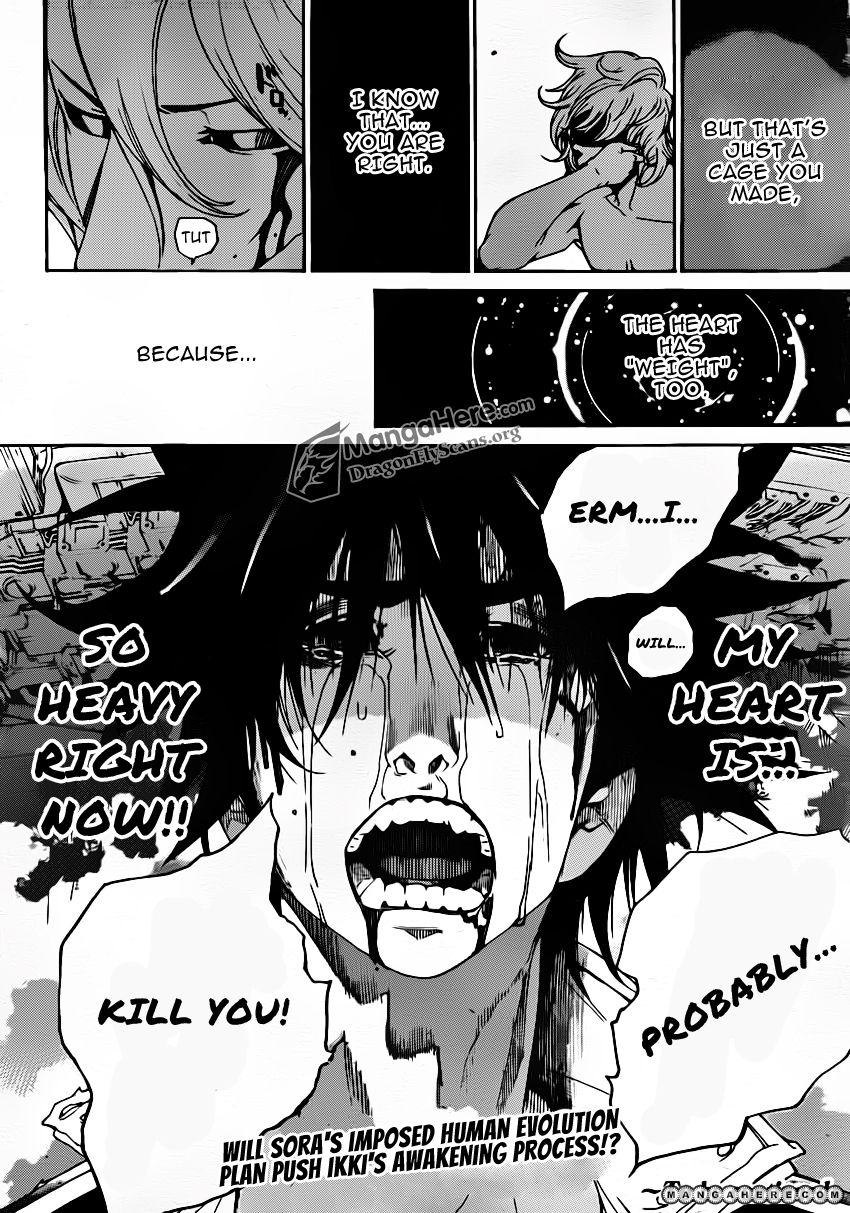 BUT THAT'S
JUST A
CAGE YOU
MADE,
I KNOW
THAT...
YOU ARE
RIGHT.
ドロ
TUT
THE HEART
HAS
"WEIGHT",
TOO.
BECAUSE...
MangaHere.com
DragonFlyScans.org
ERM...I...
WILL...
MY
HEART
IS...
SO
HEAVY
RIGHT
NOW!!
PROBABLY...
KILL YOU!
WILL SORA'S IMPOSED HUMAN EVOLUTION
PLAN PUSH IKKI'S AWAKENING PROCESS!?
MANGAHERE.COM